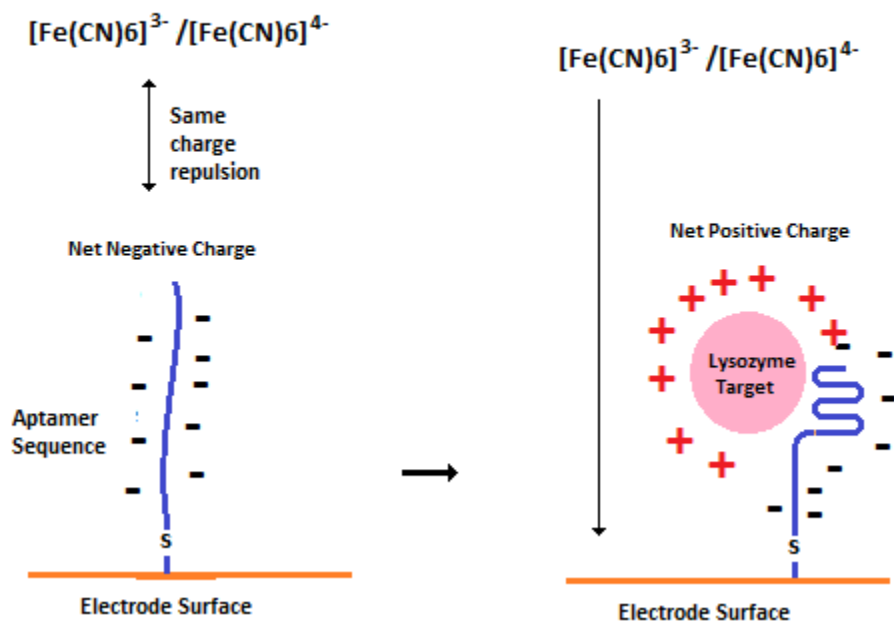 [Fe(CN)6]3- /[Fe(CN)6]4-
Same
charge
repulsion
Net Negative Charge
Aptamer
Sequence
S
Electrode Surface
[Fe(CN)6]3- /[Fe(CN)6]4-
Net Positive Charge
Lysozyme
Target
S
Electrode Surface